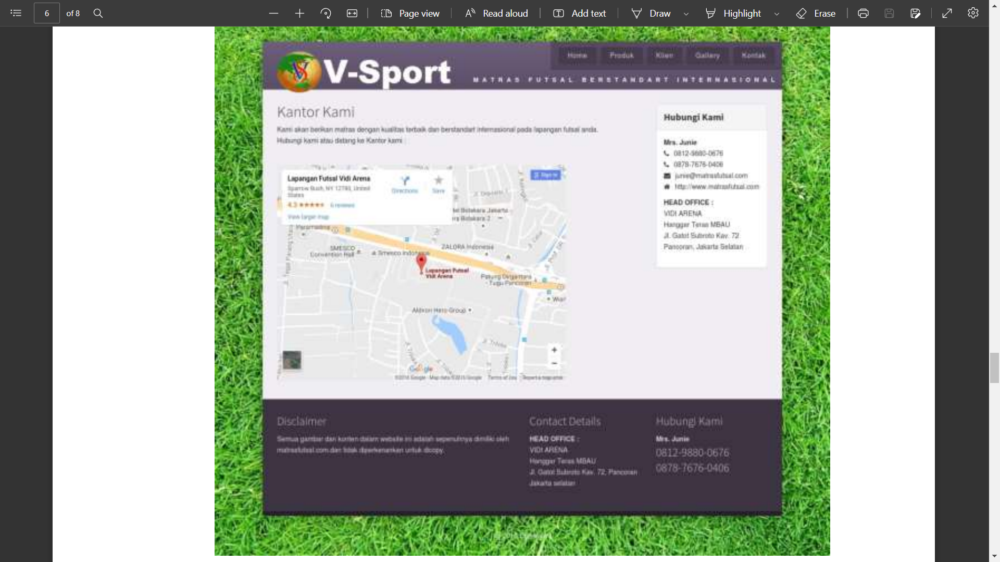 6 of 8 Page view Read aloud Add text Draw Highlight Erase
V-Sport
Home Produk Klien Gallery Kontak
MATRAS FUTSAL BERSTANDART INTERNASIONAL
Kantor Kami
Kami akan berikan matras dengan kualitas terbaik dan berstandart internasional pada lapangan futsal anda.
Hubungi kami atau datang ke Kantor kami :
Lapangan Futsal Vidi Arena
Sparrow Bush, NY 12780, United
States
4.3 6 reviews
View larger map
Directions
Save
Sign in
Botakara Jakarta
Botakara 2
Paramadina
SMESCO
Convention Hall
Smesco Indonesia
ZALORA Indonesia
Lapangan Futsal
Vidi Arena
Patung Dirgantara
- Tugu Pancoran
Aldiron Hero Group
Jl. Triloka
Google
Map data ©2016 Google Terms of Use Report a map error
Hubungi Kami
Mrs. Junie
0812-9880-0676
0878-7676-0406
junie@matrasfutsal.com
http://www.matrasfutsal.com
HEAD OFFICE :
VIDI ARENA
Hanggar Teras MBAU
Jl. Gatot Subroto Kav. 72
Pancoran, Jakarta Selatan
Disclaimer
Semua gambar dan konten dalam website ini adalah sepenuhnya dimiliki oleh
matrasfutsal.com dan tidak diperkenankan untuk dicopy.
Contact Details
HEAD OFFICE :
VIDI ARENA
Hanggar Teras MBAU
Jl. Gatot Subroto Kav. 72, Pancoran
Jakarta selatan
Hubungi Kami
Mrs. Junie
0812-9880-0676
0878-7676-0406